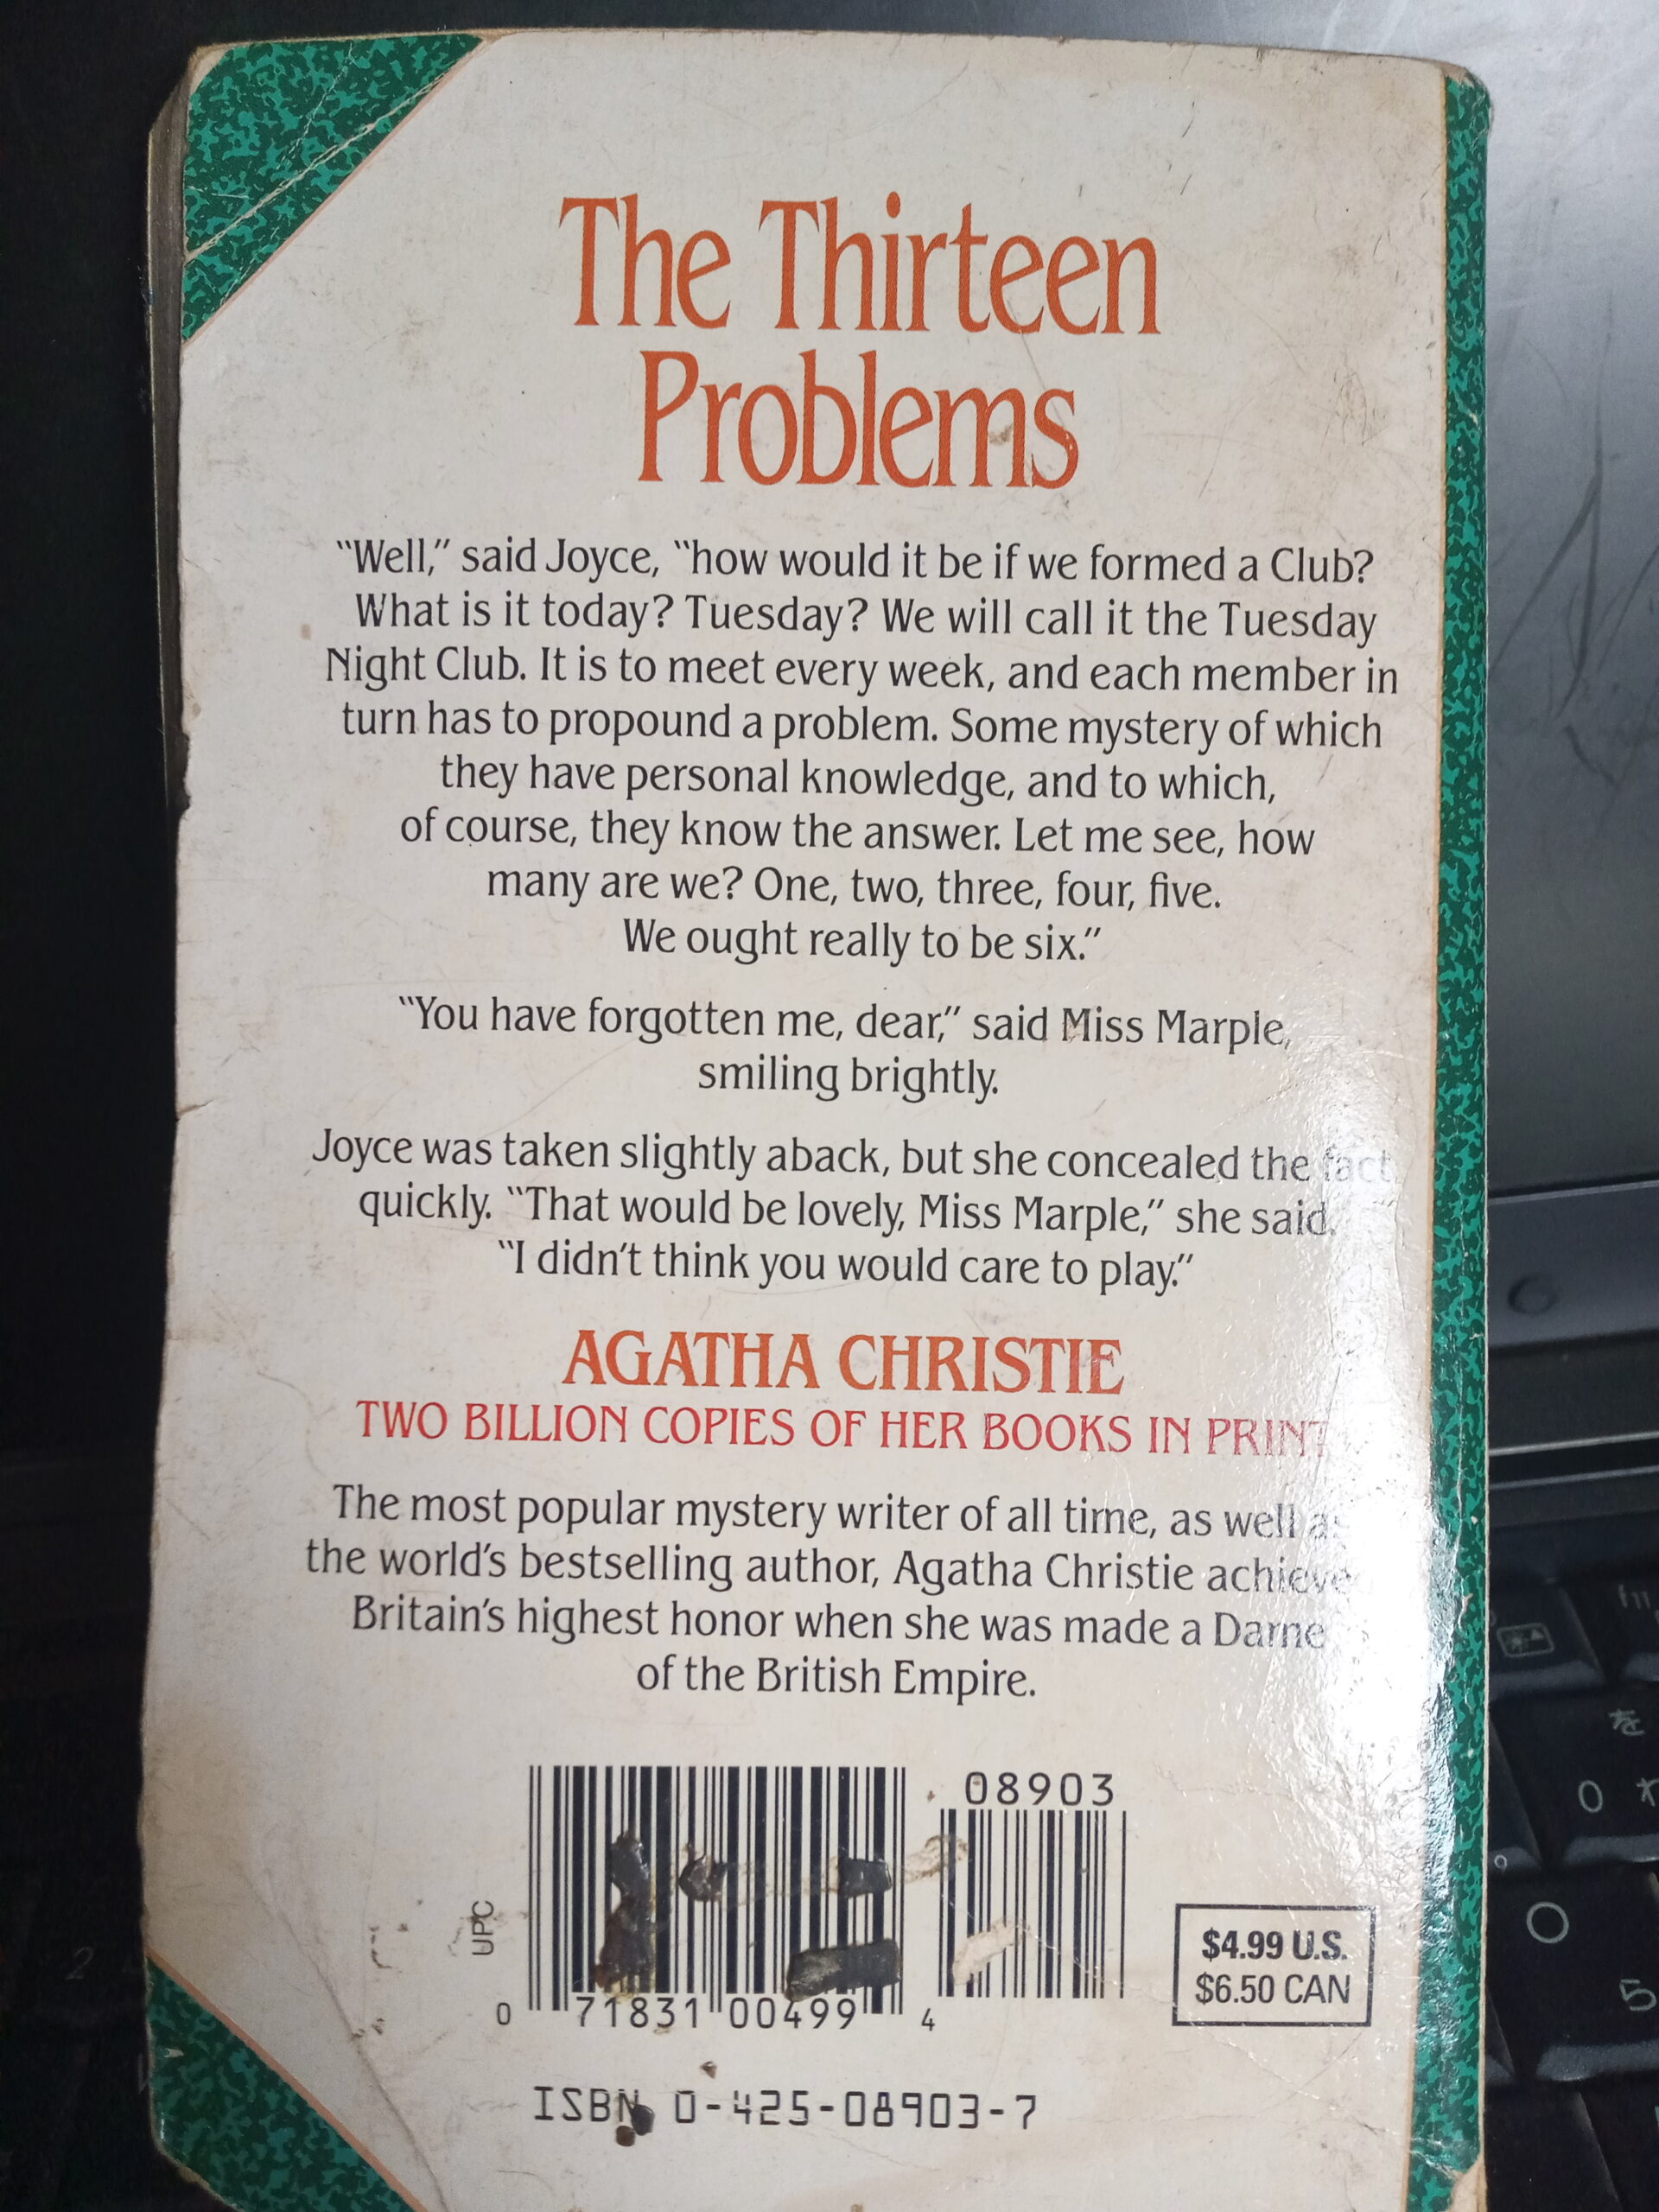 The Thirteen
Problems
"Well," said Joyce, "how would it be if we formed a Club?
What is it today? Tuesday? We will call it the Tuesday
Night Club. It is to meet every week, and each member in
turn has to propound a problem. Some mystery of which
they have personal knowledge, and to which,
of course, they know the answer. Let me see, how
many are we? One, two, three, four, five.
We ought really to be six."
"You have forgotten me, dear," said Miss Marple,
smiling brightly.
Joyce was taken slightly aback, but she concealed the fact
quickly. "That would be lovely, Miss Marple," she said.
"I didn't think you would care to play."
AGATHA CHRISTIE
TWO BILLION COPIES OF HER BOOKS IN PRINT
The most popular mystery writer of all time, as well as
the world's bestselling author, Agatha Christie achieved
Britain's highest honor when she was made a Dame
of the British Empire.
08903
UPC
0 71831 00499 4
$4.99 U.S.
$6.50 CAN
ISBN 0-425-08903-7
2
を
0
O
5